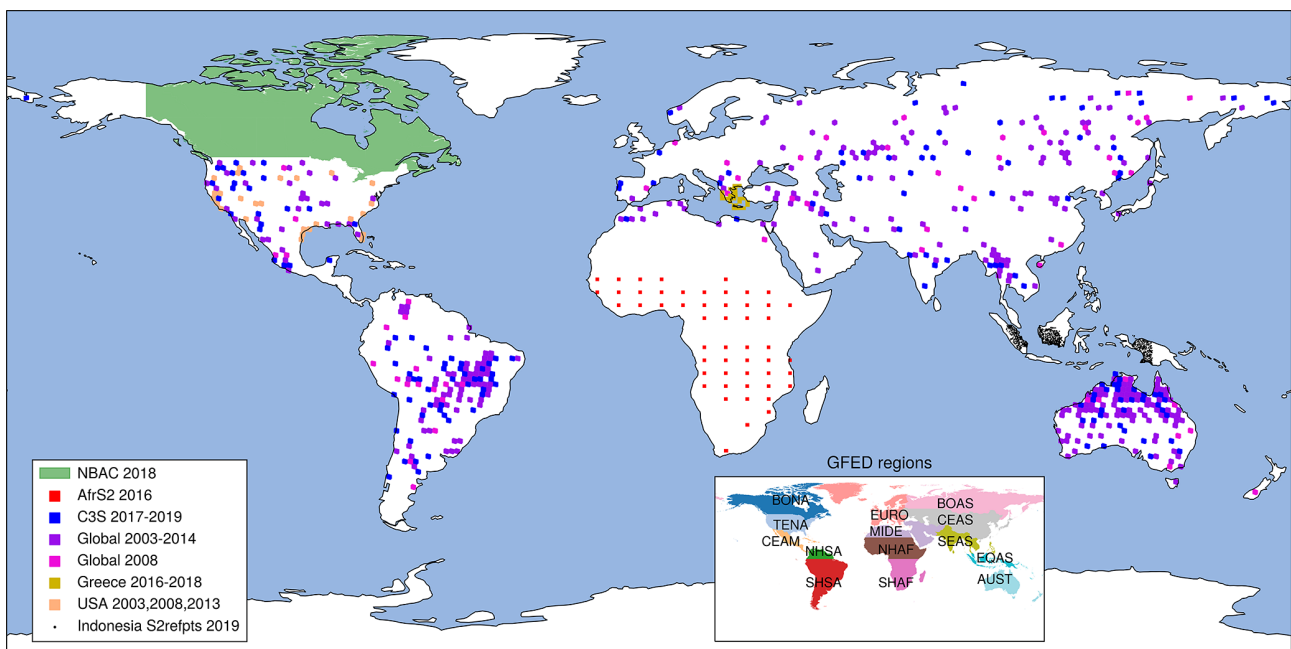 NBAC 2018
AfrS2 2016
C3S 2017-2019
Global 2003-2014
Global 2008
Greece 2016-2018
USA 2003,2008,2013
Indonesia S2refpts 2019
GFED regions
BONA
BOAS
EURO
TENA
CEAS
MIDE
CEAM
SEAS
NHSA
NHAF
EQAS
SHSA
SHAF
AUST